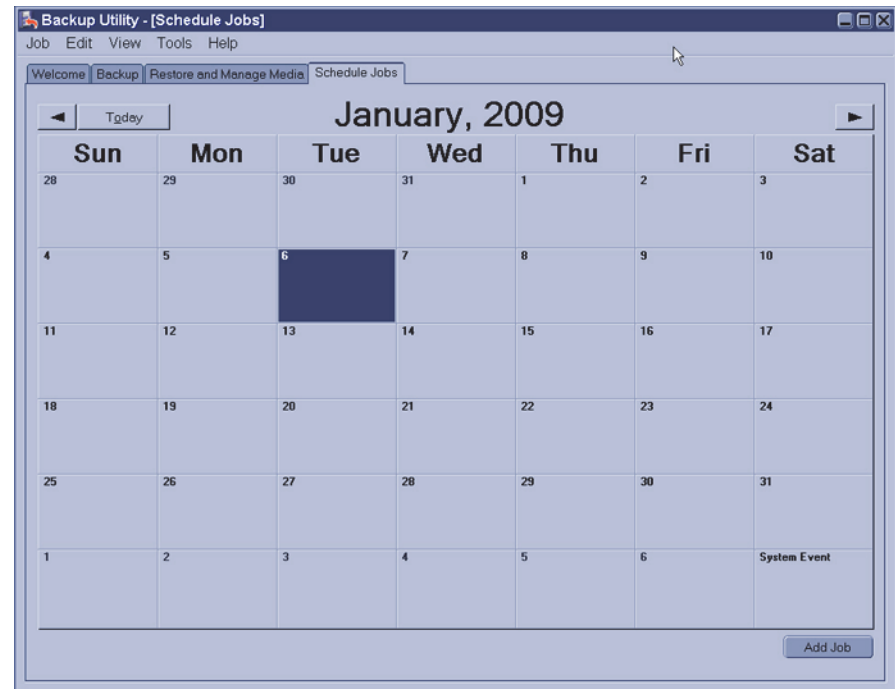 Backup Utility - [Schedule Jobs]
Job Edit View Tools Help
Welcome Backup Restore and Manage Media Schedule Jobs
Today January, 2009
Sun Mon Tue Wed Thu Fri Sat
28 29 30 31 1 2 3
4 5 6 7 8 9 10
11 12 13 14 15 16 17
18 19 20 21 22 23 24
25 26 27 28 29 30 31
1 2 3 4 5 6 System Event
Add Job